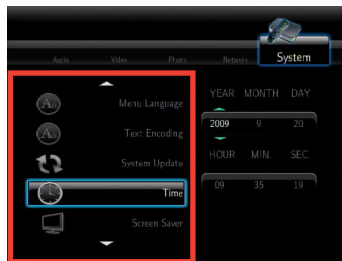 Audio Video Photo Network System
Menu Language
Text Encoding
System Update
Time
Screen Saver
YEAR MONTH DAY
2009 9 20
HOUR MIN. SEC.
09 35 19